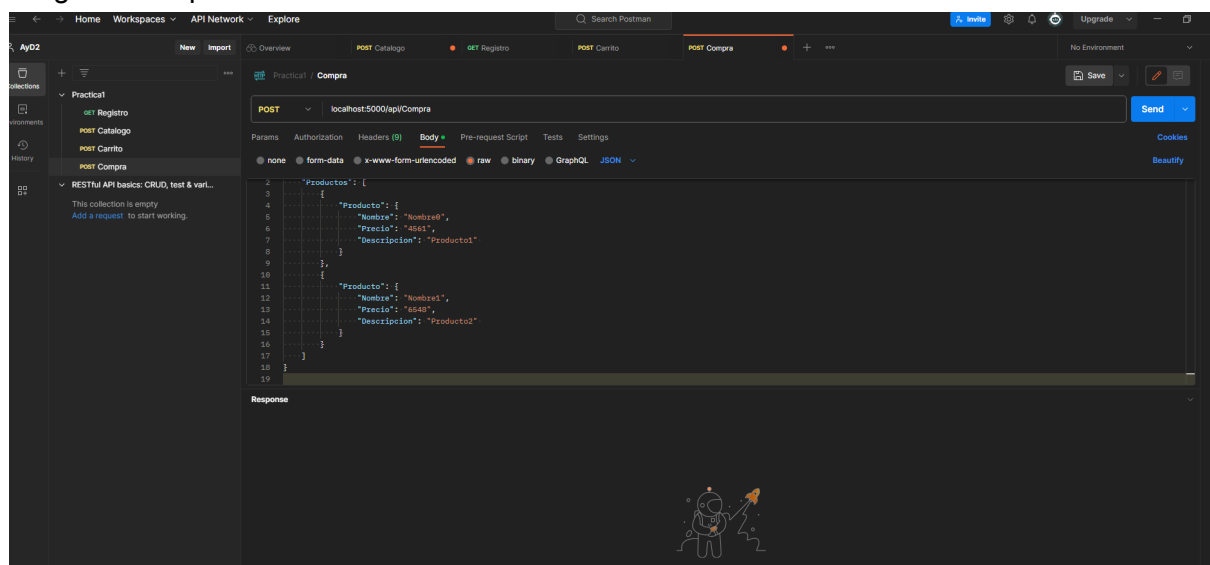 Home Workspaces API Network Explore Search Postman Invite Upgrade
AyD2 New Import Overview POST Catalogo GET Registro POST Carrito POST Compra No Environment
Collections
Practica1 / Compra Save
Practica1
GET Registro
POST Catalogo
POST Carrito
POST Compra
RESTful API basics: CRUD, test & vari...
This collection is empty
Add a request to start working.
History
POST localhost:5000/api/Compra Send
Params Authorization Headers (9) Body Pre-request Script Tests Settings Cookies
none form-data x-www-form-urlencoded raw binary GraphQL JSON Beautify
2 "Productos": [
3 {
4 "Producto": {
5 "Nombre": "Nombre0",
6 "Precio": "4561",
7 "Descripcion": "Producto1"
8 }
9 },
10 {
11 "Producto": {
12 "Nombre": "Nombre1",
13 "Precio": "6548",
14 "Descripcion": "Producto2"
15 }
16 }
17 ]
18 }
19
Response